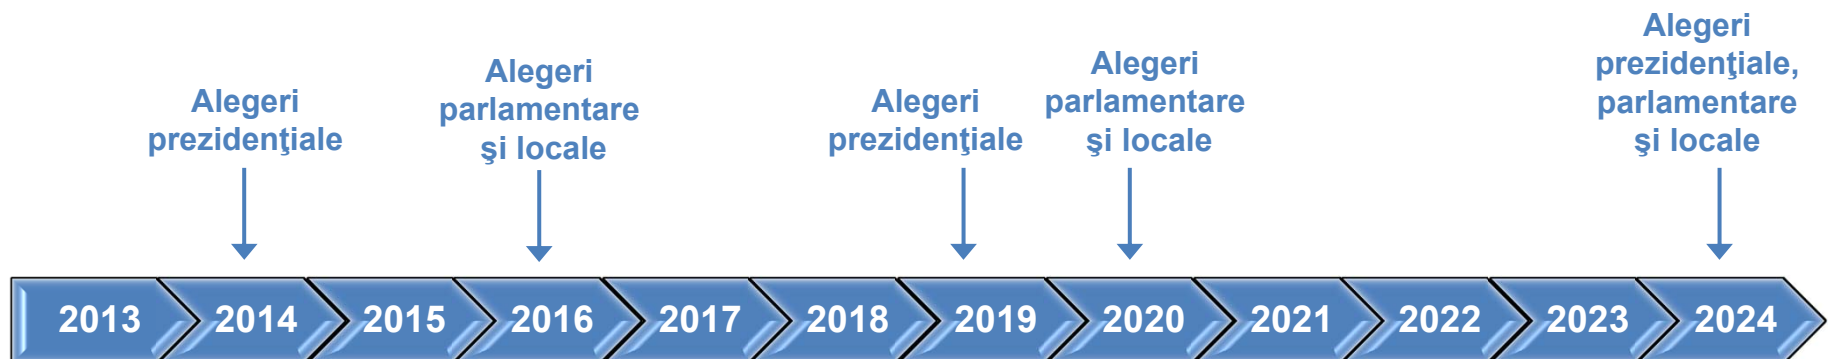 Alegeri
prezidenţiale
Alegeri
parlamentare
şi locale
Alegeri
prezidenţiale
Alegeri
parlamentare
şi locale
Alegeri
prezidenţiale,
parlamentare
şi locale
2013 2014 2015 2016 2017 2018 2019 2020 2021 2022 2023 2024